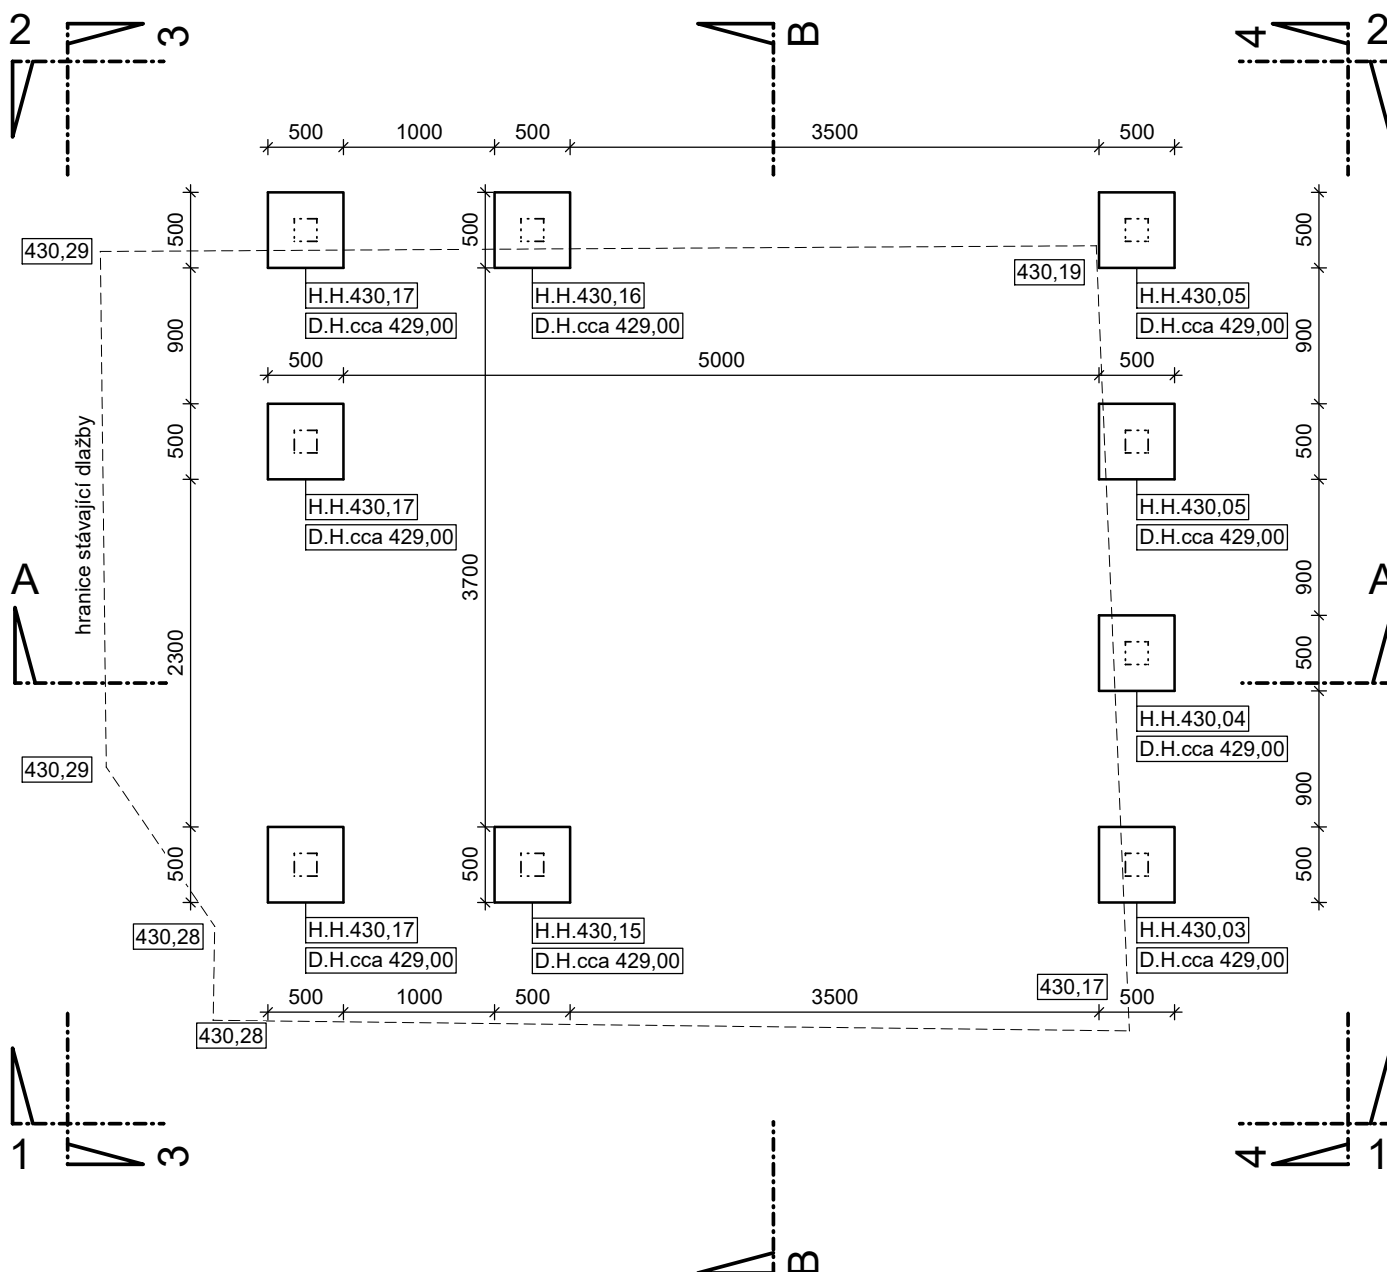 2
3
B
4
2
500
1000
500
3500
500
500
500
500
430,29
430,19
H.H.430,17
D.H.cca 429,00
H.H.430,16
D.H.cca 429,00
H.H.430,05
D.H.cca 429,00
900
900
500
5000
500
500
500
hranice stávající dlažby
H.H.430,17
D.H.cca 429,00
H.H.430,05
D.H.cca 429,00
A
3700
900
A
2300
500
H.H.430,04
D.H.cca 429,00
430,29
900
500
500
500
H.H.430,17
D.H.cca 429,00
H.H.430,15
D.H.cca 429,00
H.H.430,03
D.H.cca 429,00
430,28
430,17
500
1000
500
3500
500
430,28
1
3
4
1
B